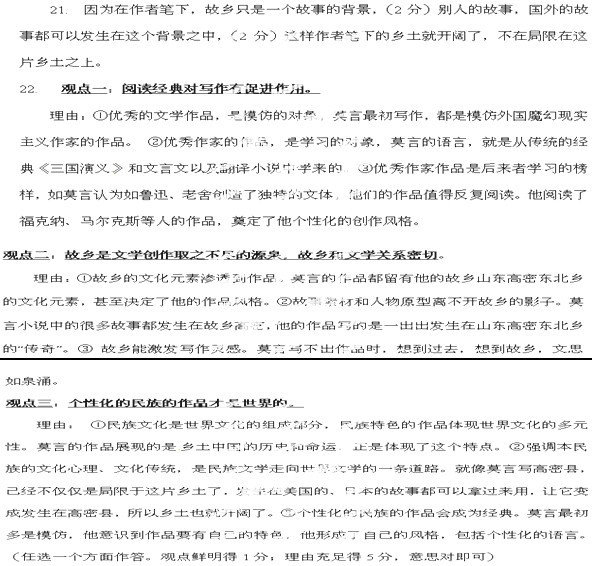 21. 因为在作者笔下，故乡只是一个故事的背景，（2 分）别人的故事，国外的故
事都可以发生在这个背景之中，（2 分）这样作者笔下的乡土就开阔了，不在局限在这
片乡土之上。
22. 观点一：阅读经典对写作有促进作用。
理由：①优秀的文学作品，是模仿的对象，莫言最初写作，都是模仿外国魔幻现实
主义作家的作品。②优秀作家的作品，是学习的对象，莫言的语言，就是从传统的经
典《三国演义》和文言文以及翻译小说中学来的。③优秀作家作品是后来者学习的榜
样，如莫言认为如鲁迅、老舍创造了独特的文体，他们的作品值得反复阅读。他阅读了
福克纳、马尔克斯等人的作品，奠定了他个性化的创作风格。
观点二：故乡是文学创作取之不尽的源泉，故乡和文学关系密切。
理由：①故乡的文化元素渗透到作品，莫言的作品都留有他的故乡山东高密东北乡
的文化元素，甚至决定了他的作品风格。②故事素材和人物原型离不开故乡的影子。莫
言小说中的很多故事都发生在故乡高密，他的作品写的是一出出发生在山东高密东北乡
的“传奇”。③ 故乡能激发写作灵感。莫言写不出作品时，想到过去，想到故乡，文思
如泉涌。
观点三：个性化的民族的作品才是世界的。
理由： ①民族文化是世界文化的组成部分，民族特色的作品体现世界文化的多元
性。莫言的作品展现的是乡土中国的历史和命运，正是体现了这个特点。②强调本民
族的文化心理、文化传统，是民族文学走向世界文学的一条道路。就像莫言写高密县，
已经不仅仅是局限于这片乡土了，发生在美国的、日本的故事都可以拿过来用，让它变
成发生在高密县，所以乡土也就开阔了。③个性化的民族的作品会成为经典。莫言最初
多是模仿，他意识到作品要有自己的特色，他形成了自己的风格，包括个性化的语言。
（任选一个方面作答。观点鲜明得 1 分；理由充足得 5 分，意思对即可）